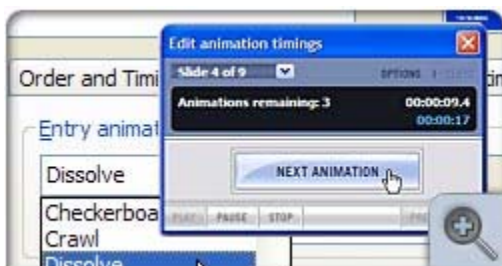 Edit animation timings
Slide 4 of 9
OPTIONS
Order and Timi
Animations remaining: 3
00:00:09.4
00:00:17
Entry animat
NEXT ANIMATION
Dissolve
Checkerboa
PAUSE STOP
Crawl
Dissolve